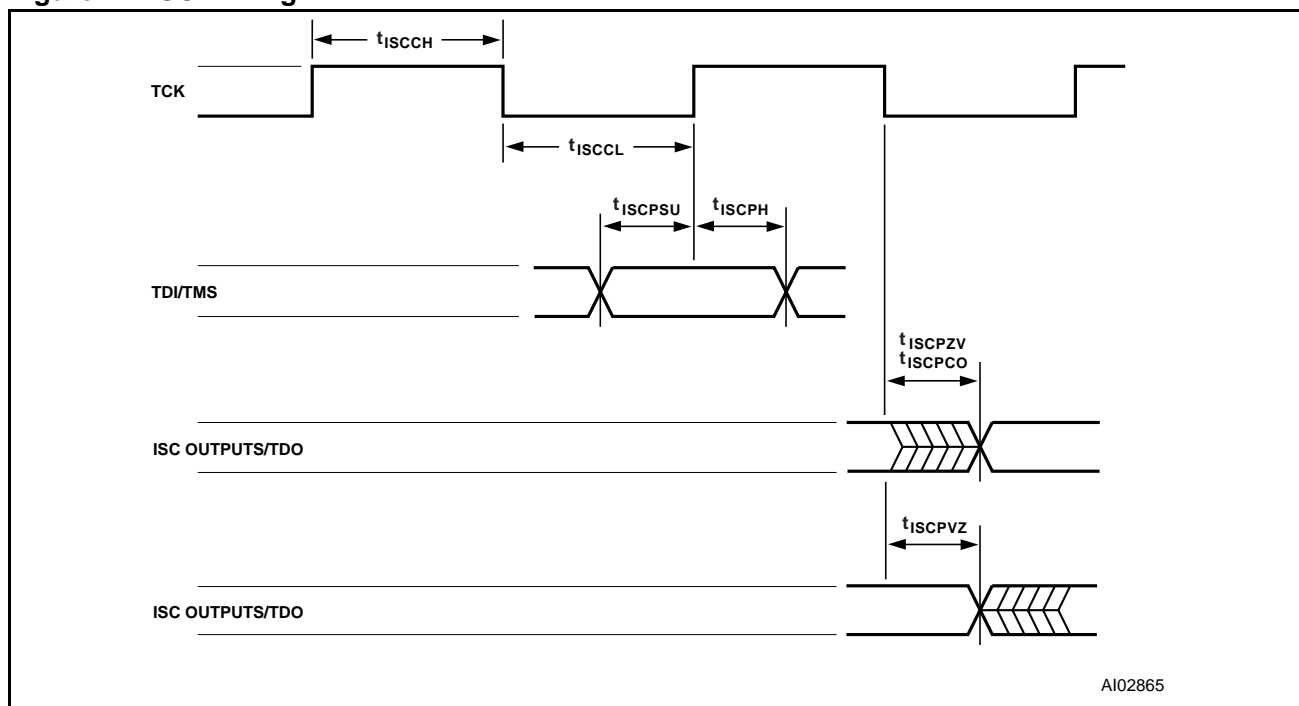 tISCCH
TCK
tISCCL
tISCPSU
tISCPH
TDI/TMS
tISCPZV
tISCPCO
ISC OUTPUTS/TDO
tISCPVZ
ISC OUTPUTS/TDO
AI02865